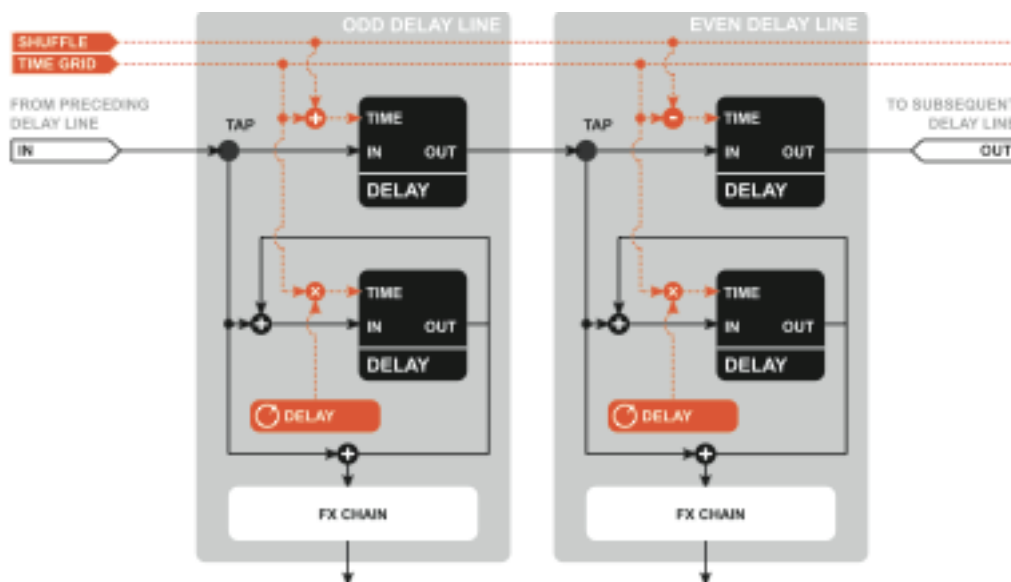 ODD DELAY LINE
EVEN DELAY LINE
SHUFFLE
TIME GRID
FROM PRECEDING
DELAY LINE
IN
TAP
TIME
IN OUT
DELAY
TAP
TIME
IN OUT
DELAY
TO SUBSEQUENT
DELAY LINE
OUT
TIME
IN OUT
DELAY
DELAY
FX CHAIN
TIME
IN OUT
DELAY
DELAY
FX CHAIN